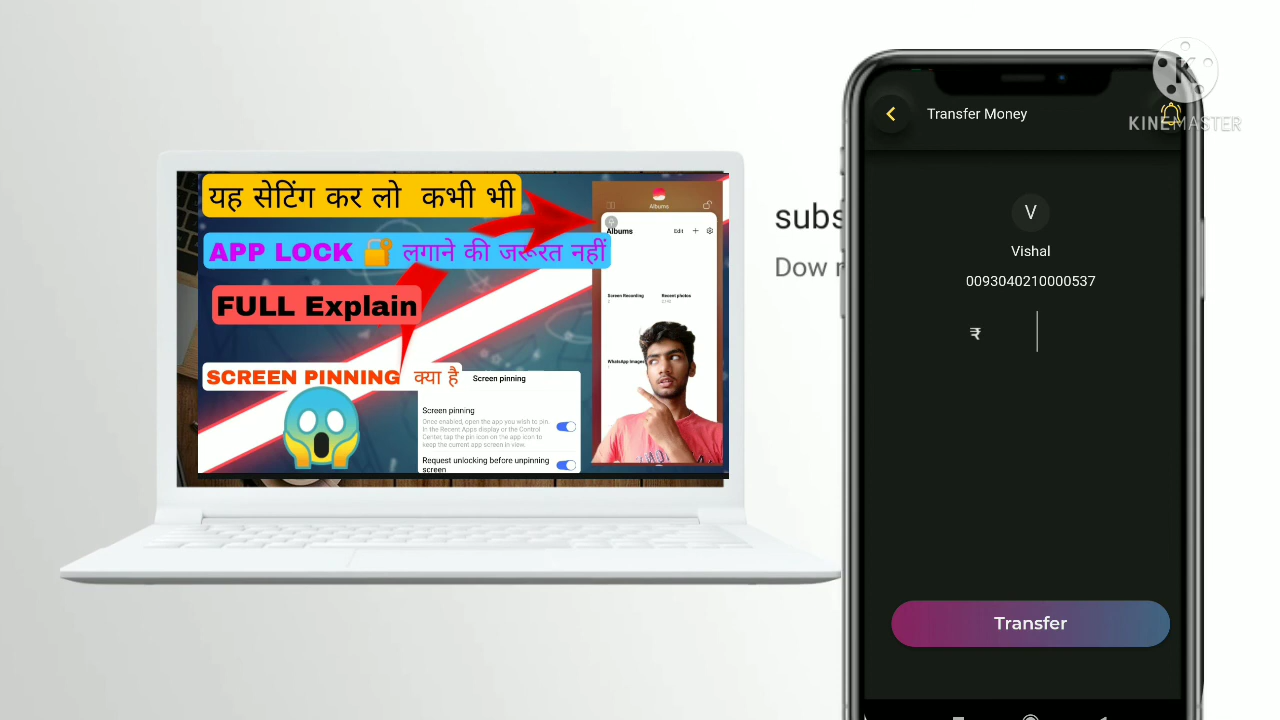 यह सेटिंग कर लो कभी भी
APP LOCK 🔐 लगाने की जरूरत नहीं
FULL Explain
SCREEN PINNING क्या है
Screen pinning
Screen pinning
Once enabled, open the app you wish to pin.
In the Recent Apps display or the Control
Center, tap the pin icon on the app icon to
keep the current app screen in view.
Request unlocking before unpinning
screen
Albums
Albums
Edit
Screen Recording
Recent photos
WhatsApp images
subs
Dow
KINEMASTER
Transfer Money
V
Vishal
0093040210000537
₹
Transfer